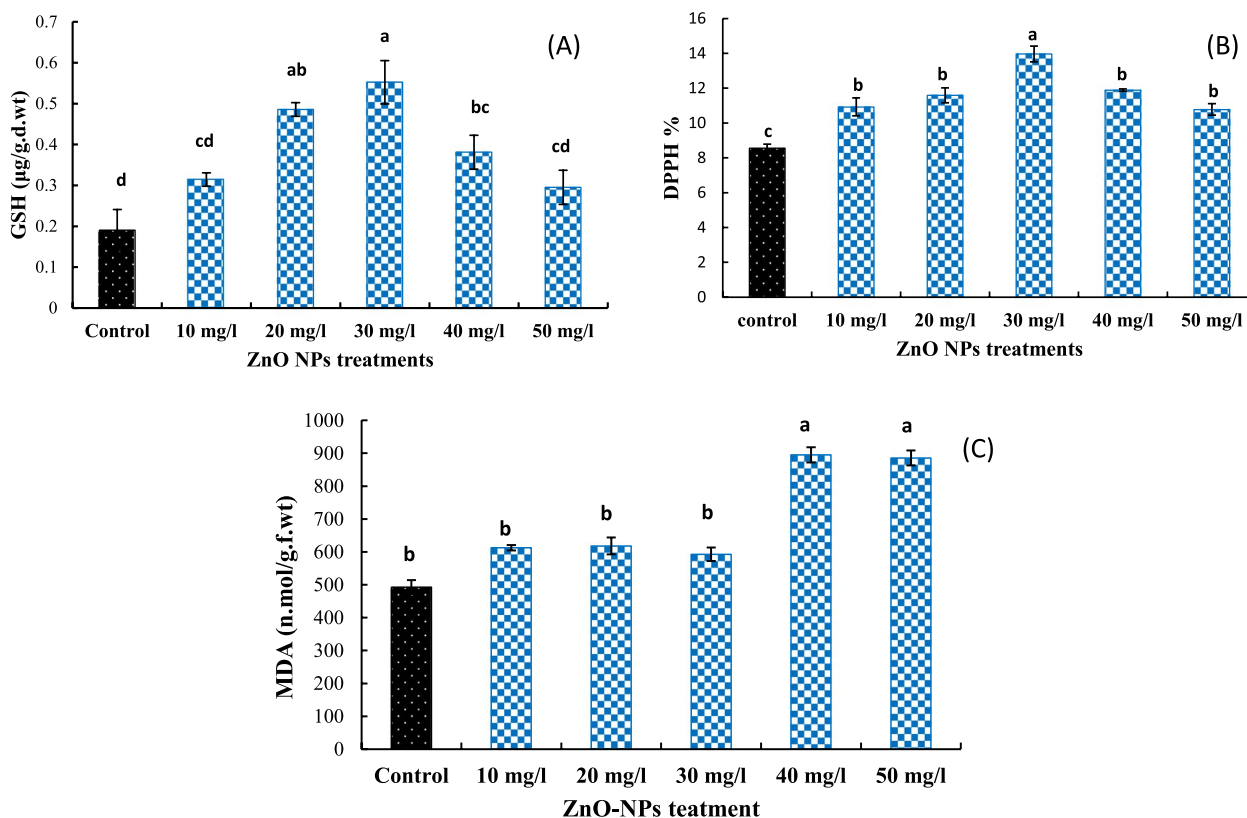 (A)
GSH (µg/g.d.wt)
0.7
0.6
0.5
0.4
0.3
0.2
0.1
0
d
cd
ab
a
bc
cd
Control 10 mg/l 20 mg/l 30 mg/l 40 mg/l 50 mg/l
ZnO NPs treatments
(B)
DPPH %
16
14
12
10
8
6
4
2
0
c
b
b
a
b
b
control 10 mg/l 20 mg/l 30 mg/l 40 mg/l 50 mg/l
ZnO NPs treatments
(C)
MDA (n.mol/g.f.wt)
1000
900
800
700
600
500
400
300
200
100
0
b
b
b
b
a
a
Control 10 mg/l 20 mg/l 30 mg/l 40 mg/l 50 mg/l
ZnO-NPs teatment